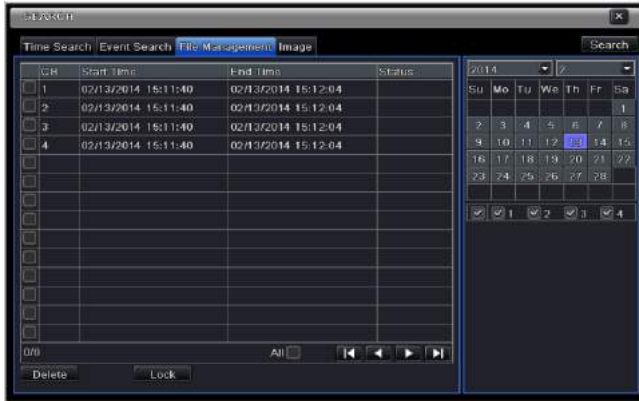 SEARCH
Time Search Event Search File Management Image Search
CH Start Time End Time Status
1 02/13/2014 15:11:40 02/13/2014 15:12:04
2 02/13/2014 15:11:40 02/13/2014 15:12:04
3 02/13/2014 15:11:40 02/13/2014 15:12:04
4 02/13/2014 15:11:40 02/13/2014 15:12:04
0/0 All
Delete Lock
2014 2
Su Mo Tu We Th Fr Sa
1
2 3 4 5 6 7 8
9 10 11 12 13 14 15
16 17 18 19 20 21 22
23 24 25 26 27 28
1 2 3 4